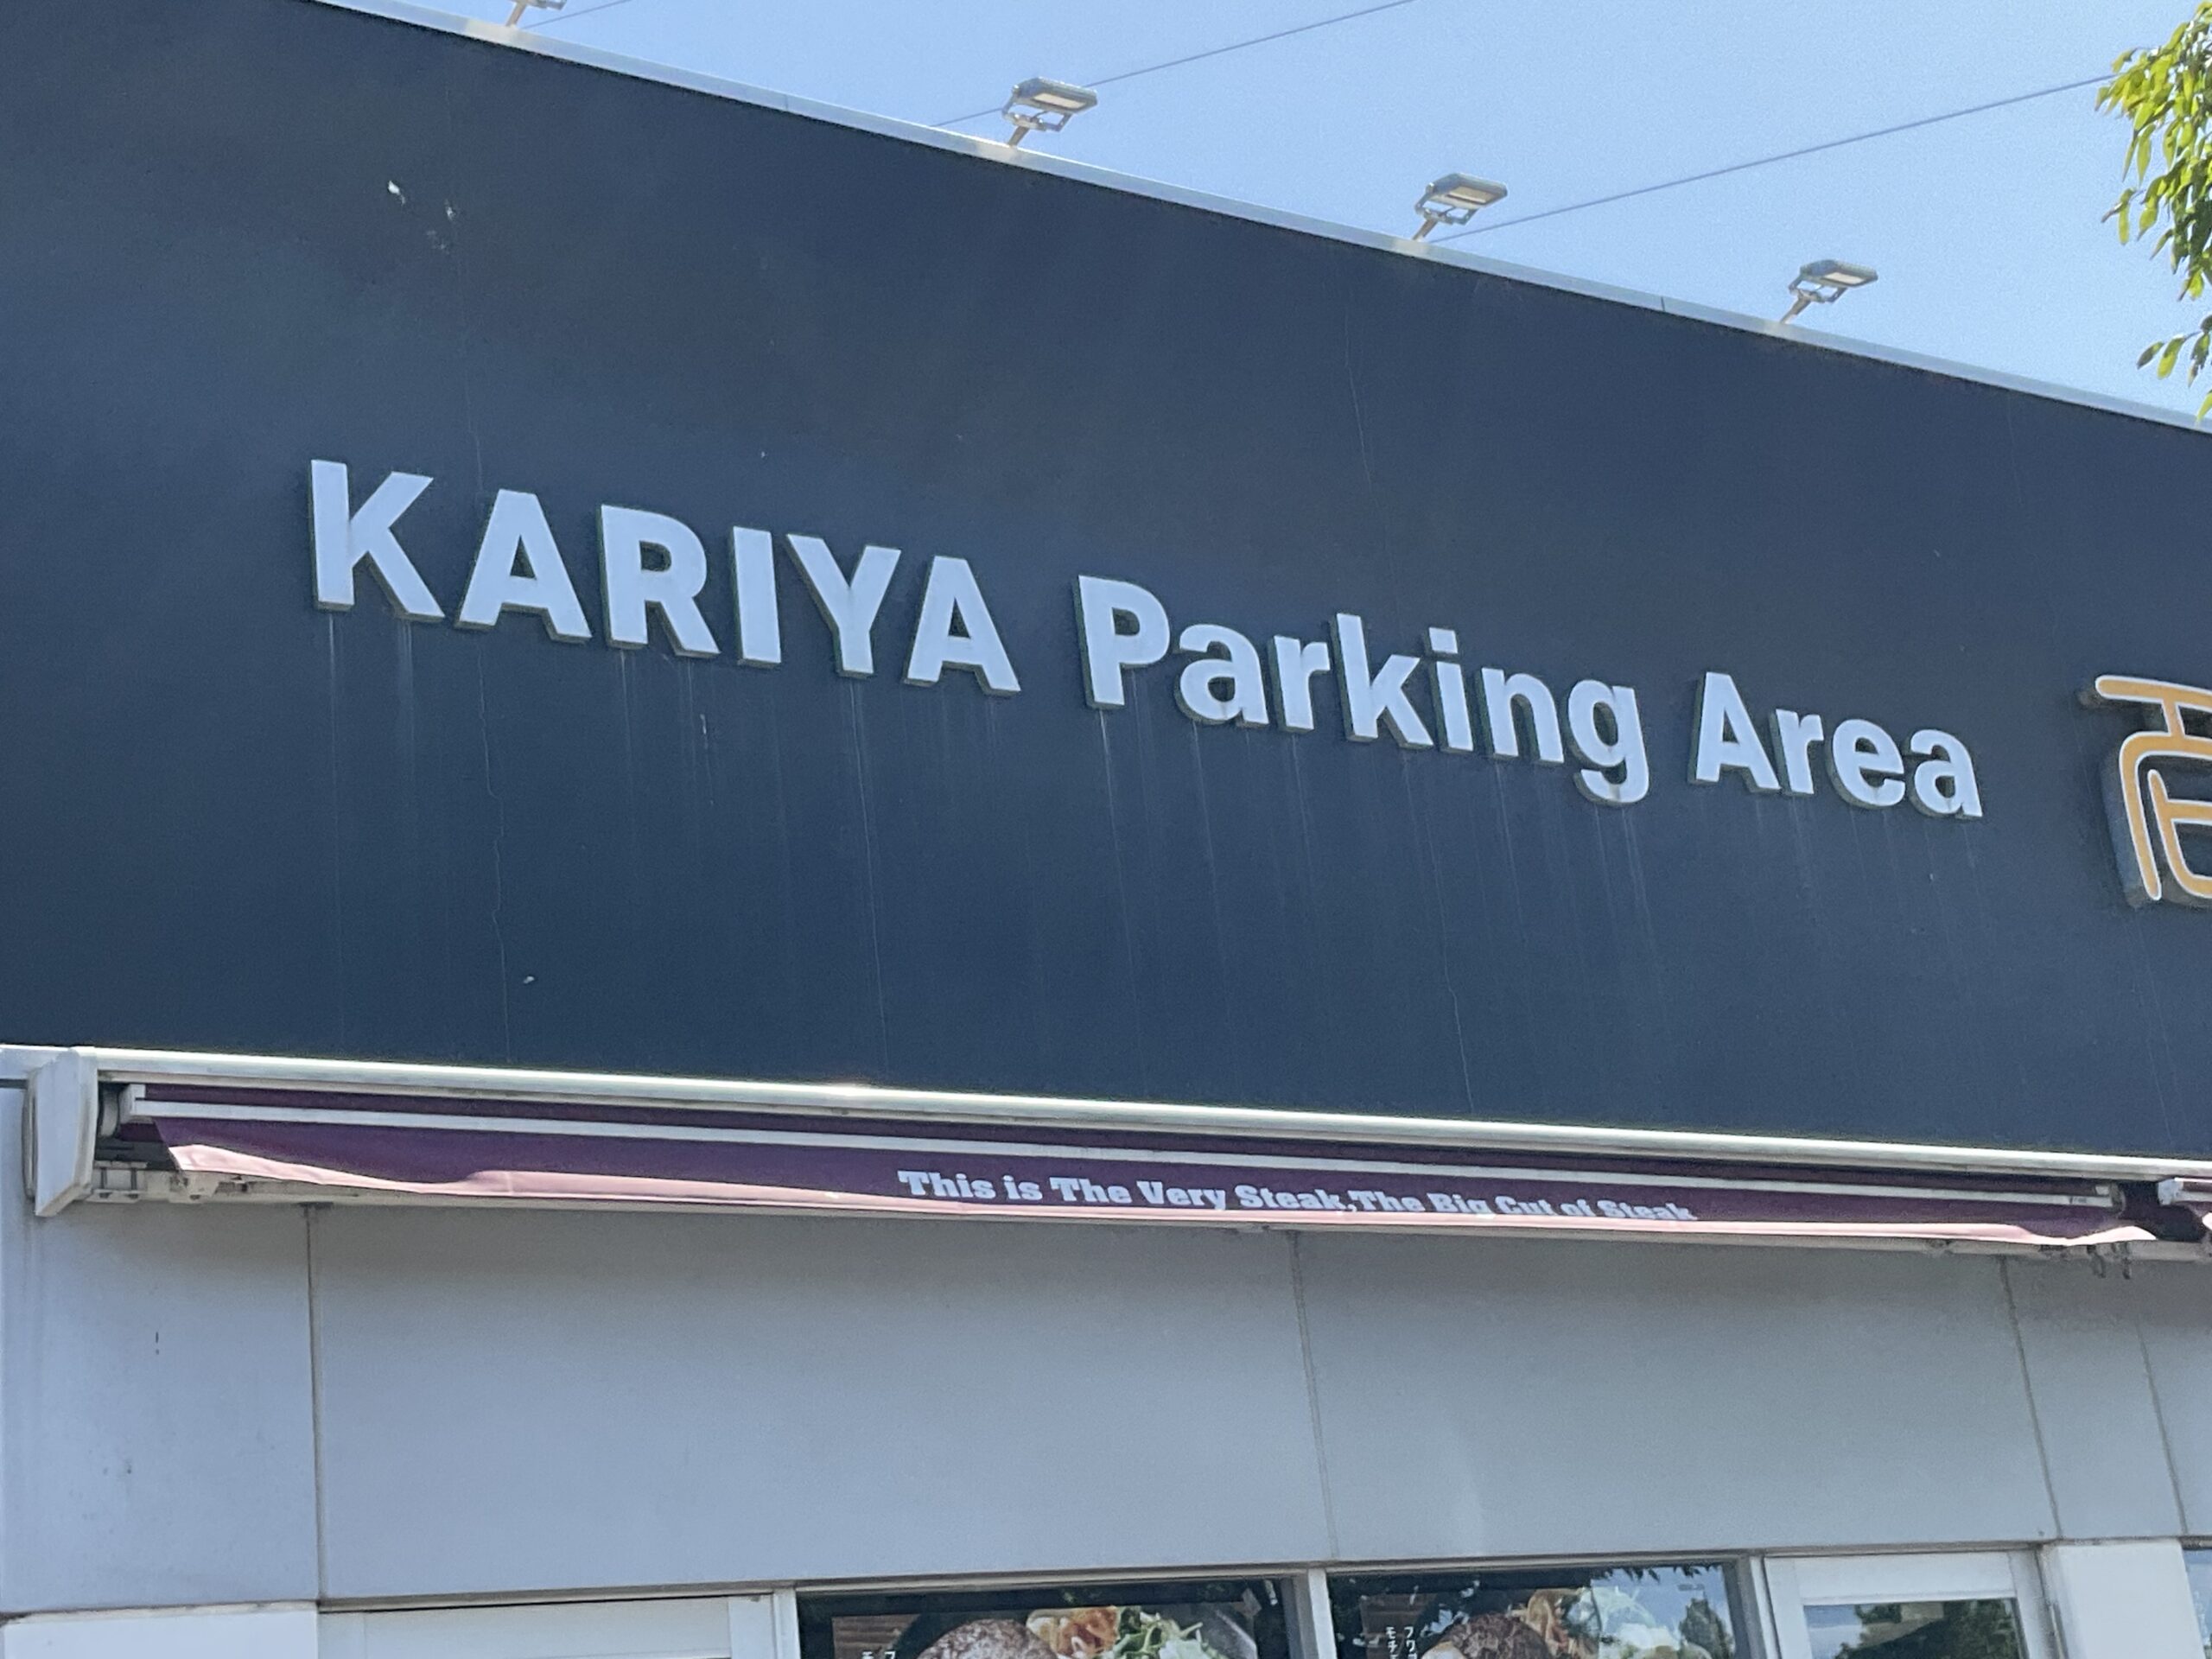 KARIYA Parking Area
This is The Very Steak,The Big Cut of Steak